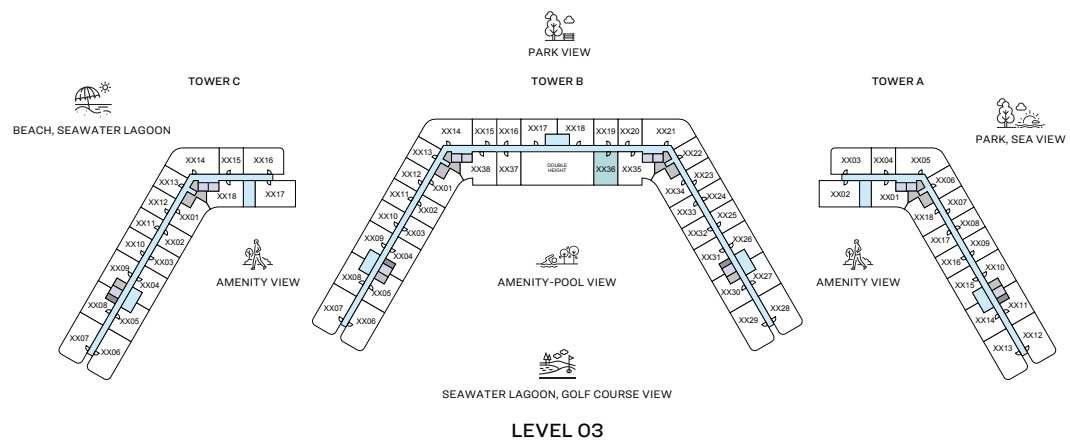 PARK VIEW
TOWER C
TOWER B
TOWER A
BEACH, SEAWATER LAGOON
PARK, SEA VIEW
XX14
XX15
XX16
XX13
XX17
XX12
XX18
XX01
XX11
XX02
XX10
XX03
XX09
XX04
XX08
XX05
XX07
XX06
AMENITY VIEW
XX14
XX15
XX16
XX17
XX18
XX19
XX20
XX21
XX13
XX22
XX12
XX01
XX38
XX37
DOUBLE
HEIGHT
XX36
XX35
XX34
XX23
XX11
XX02
XX33
XX24
XX10
XX03
XX32
XX25
XX09
XX04
XX31
XX26
XX08
XX05
XX30
XX27
XX07
XX06
XX29
XX28
AMENITY-POOL VIEW
XX03
XX04
XX05
XX02
XX01
XX06
XX18
XX07
XX17
XX08
XX16
XX09
XX15
XX10
XX14
XX11
XX13
XX12
AMENITY VIEW
SEAWATER LAGOON, GOLF COURSE VIEW
LEVEL 03